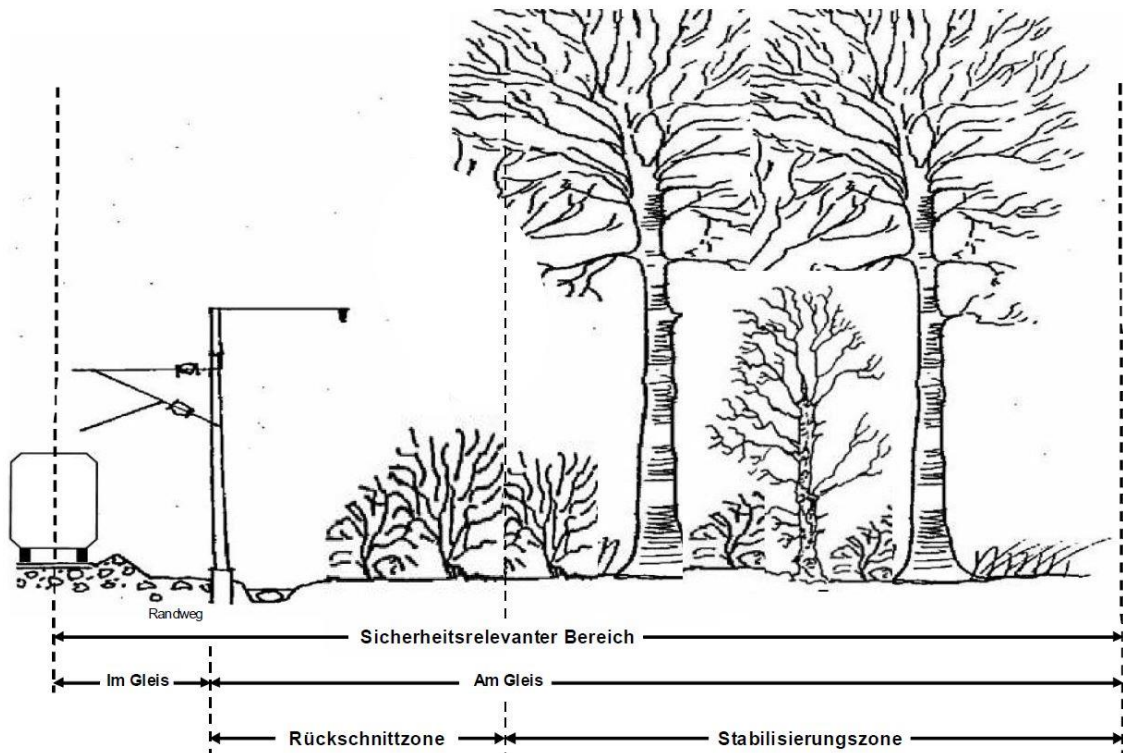 Randweg
Sicherheitsrelevanter Bereich
Im Gleis
Am Gleis
Rückschnittzone
Stabilisierungszone